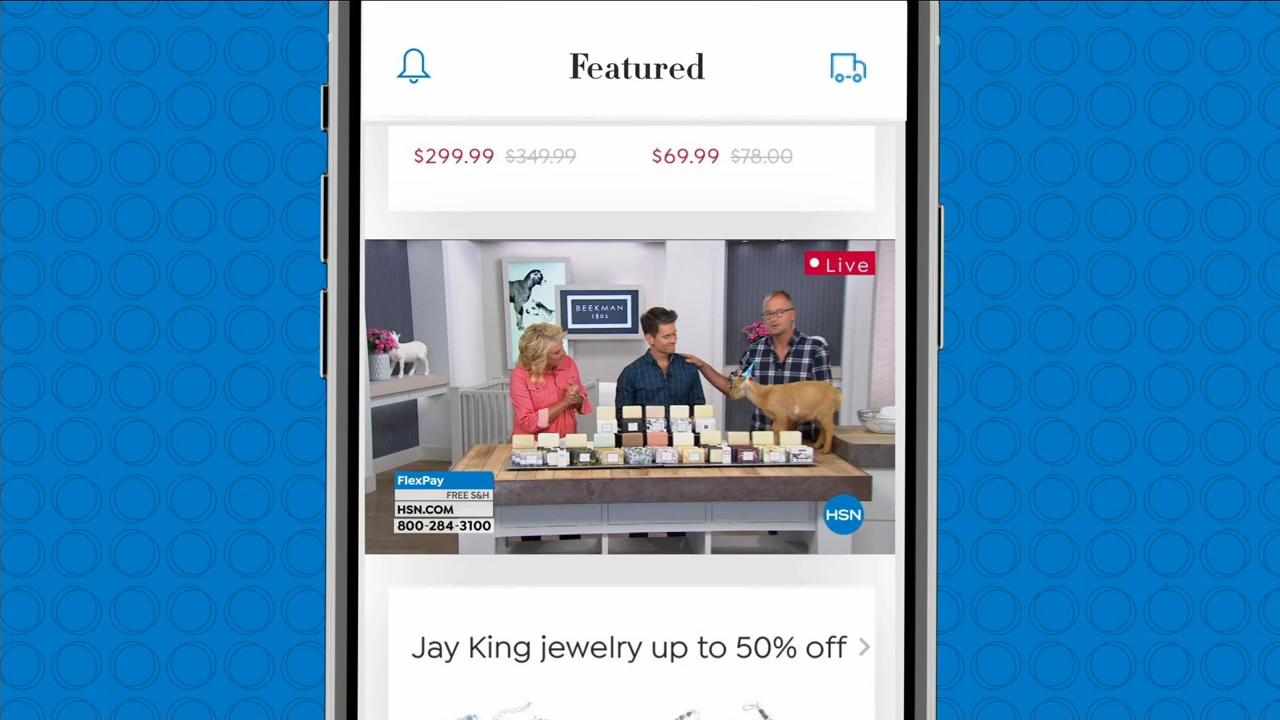 Featured
$299.99 $349.99 $69.99 $78.00
Live
BEEKMAN
1802
FlexPay
FREE S&H
HSN.COM
800-284-3100
HSN
Jay King jewelry up to 50% off